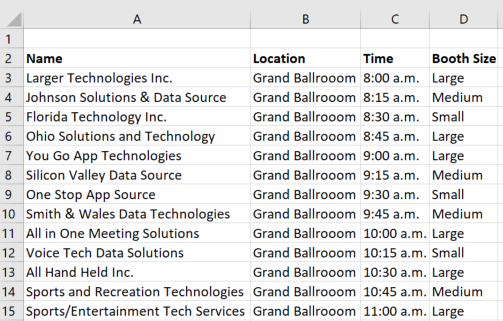 A B C D
1
2 Name Location Time Booth Size
3 Larger Technologies Inc. Grand Ballrooom 8:00 a.m. Large
4 Johnson Solutions & Data Source Grand Ballrooom 8:15 a.m. Medium
5 Florida Technology Inc. Grand Ballrooom 8:30 a.m. Small
6 Ohio Solutions and Technology Grand Ballrooom 8:45 a.m. Large
7 You Go App Technologies Grand Ballrooom 9:00 a.m. Large
8 Silicon Valley Data Source Grand Ballrooom 9:15 a.m. Medium
9 One Stop App Source Grand Ballrooom 9:30 a.m. Small
10 Smith & Wales Data Technologies Grand Ballrooom 9:45 a.m. Medium
11 All in One Meeting Solutions Grand Ballrooom 10:00 a.m. Large
12 Voice Tech Data Solutions Grand Ballrooom 10:15 a.m. Small
13 All Hand Held Inc. Grand Ballrooom 10:30 a.m. Large
14 Sports and Recreation Technologies Grand Ballrooom 10:45 a.m. Medium
15 Sports/Entertainment Tech Services Grand Ballrooom 11:00 a.m. Large